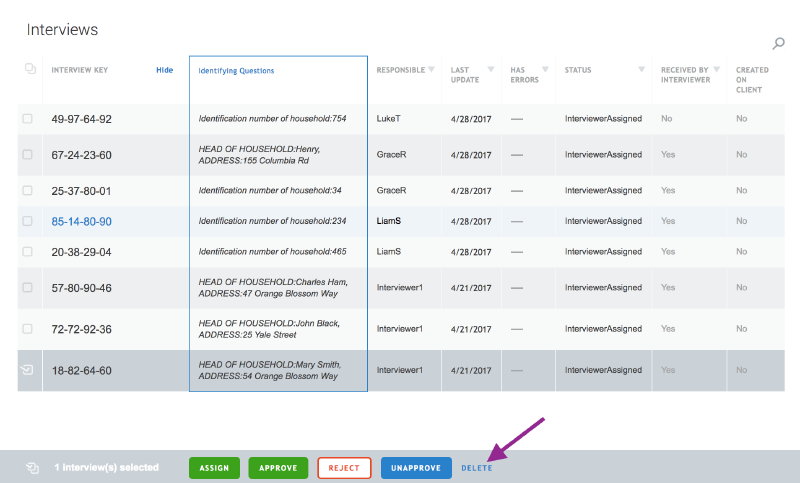 Interviews
INTERVIEW KEY Hide Identifying Questions RESPONSIBLE LAST UPDATE HAS ERRORS STATUS RECEIVED BY INTERVIEWER CREATED ON CLIENT
49-97-64-92 Identification number of household:754 LukeT 4/28/2017 — InterviewerAssigned No No
67-24-23-60 HEAD OF HOUSEHOLD:Henry, ADDRESS:155 Columbia Rd GraceR 4/28/2017 — InterviewerAssigned Yes No
25-37-80-01 Identification number of household:34 GraceR 4/28/2017 — InterviewerAssigned Yes No
85-14-80-90 Identification number of household:234 LiamS 4/28/2017 — InterviewerAssigned Yes No
20-38-29-04 Identification number of household:465 LiamS 4/28/2017 — InterviewerAssigned Yes No
57-80-90-46 HEAD OF HOUSEHOLD:Charles Ham, ADDRESS:47 Orange Blossom Way Interviewer1 4/21/2017 — InterviewerAssigned Yes No
72-72-92-36 HEAD OF HOUSEHOLD:John Black, ADDRESS:25 Yale Street Interviewer1 4/21/2017 — InterviewerAssigned Yes No
18-82-64-60 HEAD OF HOUSEHOLD:Mary Smith, ADDRESS:54 Orange Blossom Way Interviewer1 4/21/2017 — InterviewerAssigned Yes No
1 interview(s) selected ASSIGN APPROVE REJECT UNAPPROVE DELETE